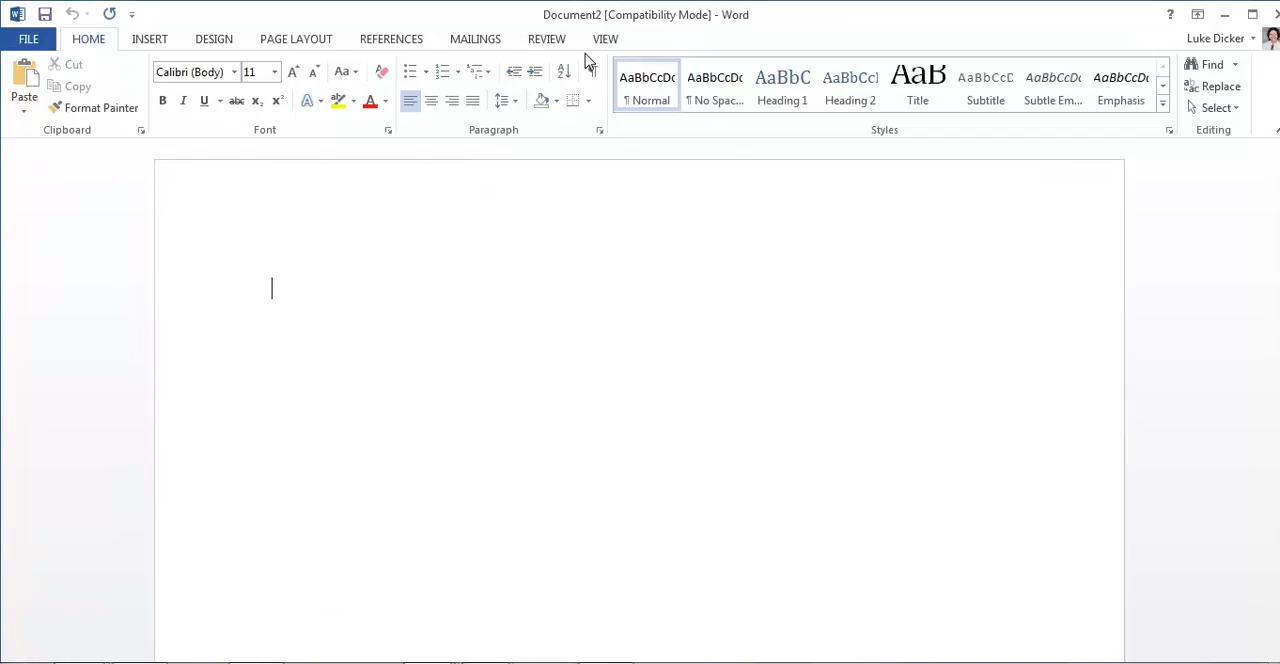 Document2 [Compatibility Mode] - Word
FILE HOME INSERT DESIGN PAGE LAYOUT REFERENCES MAILINGS REVIEW VIEW Luke Dicker
Paste
Cut
Copy
Format Painter
Clipboard
Calibri (Body) 11 Aa
B I U abc X₂ X² A A
Font
Paragraph
AaBbCcDc AaBbCcDc AaBbC AaBbCcI AaB AaBbCcD AaBbCcDc AaBbCcDc
¶ Normal ¶ No Spac... Heading 1 Heading 2 Title Subtitle Subtle Em... Emphasis
Styles
Find
Replace
Select
Editing